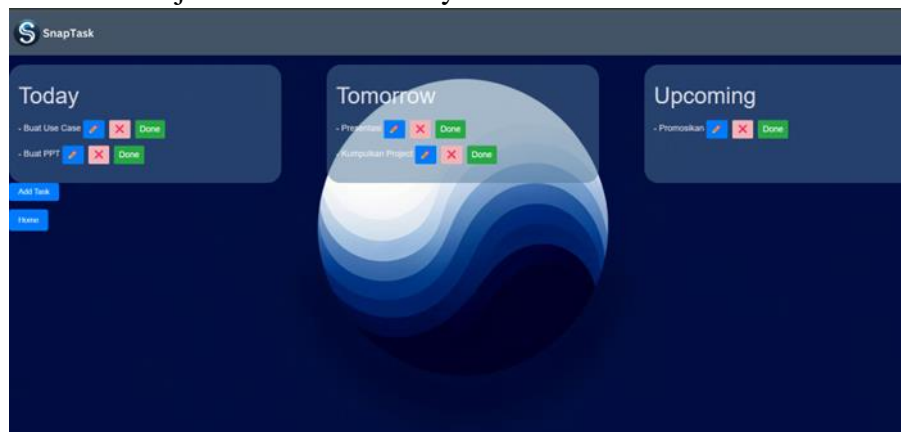 SnapTask
Today
- Buat Use Case Done
- Buat PPT Done
Tomorrow
- Presentasi Done
- Kumpulkan Project Done
Upcoming
- Promosikan Done
Add Task
Home